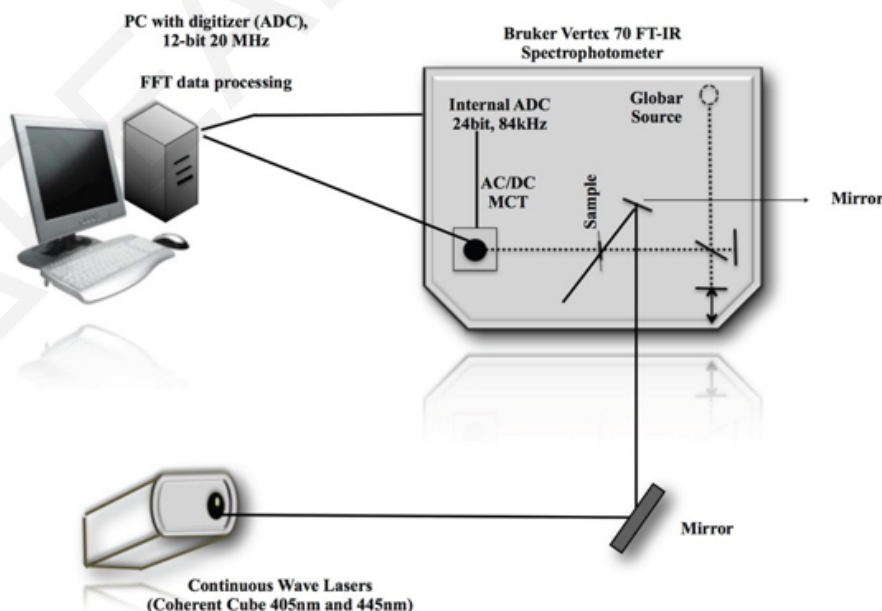 PC with digitizer (ADC),
12-bit 20 MHz
FFT data processing
Bruker Vertex 70 FT-IR
Spectrophotometer
Internal ADC
24bit, 84kHz
Globar
Source
AC/DC
MCT
Sample
Mirror
Mirror
Continuous Wave Lasers
(Coherent Cube 405nm and 445nm)